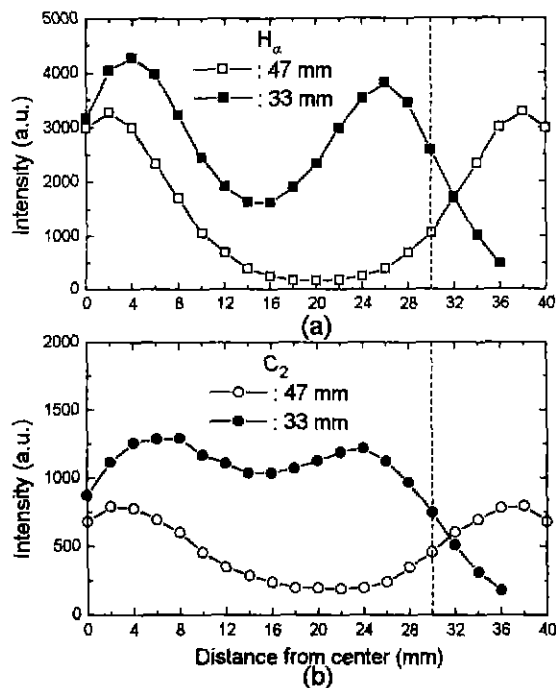 5000
4000
3000
2000
1000
0
Intensity (a.u.)
Hα
: 47 mm
: 33 mm
0 4 8 12 16 20 24 28 32 36 40
(a)
2000
1500
1250
1000
500
0
Intensity (a.u.)
C2
: 47 mm
: 33 mm
0 4 8 12 16 20 24 28 32 36 40
Distance from center (mm)
(b)